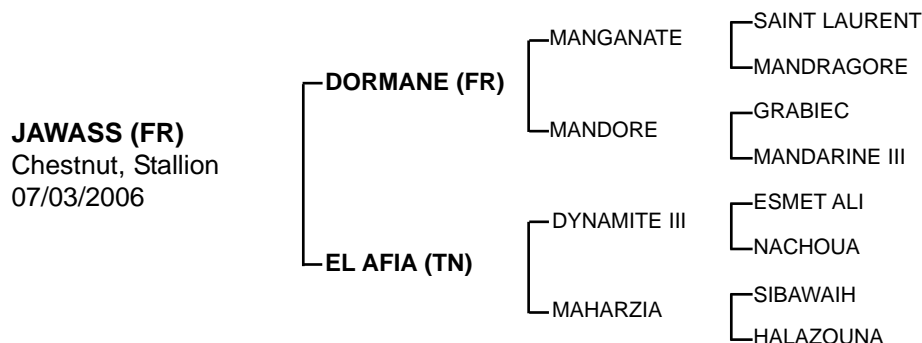 JAWASS (FR)
Chestnut, Stallion
07/03/2006
DORMANE (FR)
EL AFIA (TN)
MANGANATE
MANDORE
DYNAMITE III
MAHARZIA
SAINT LAURENT
MANDRAGORE
GRABIEC
MANDARINE III
ESMET ALI
NACHOUA
SIBAWAIH
HALAZOUNA